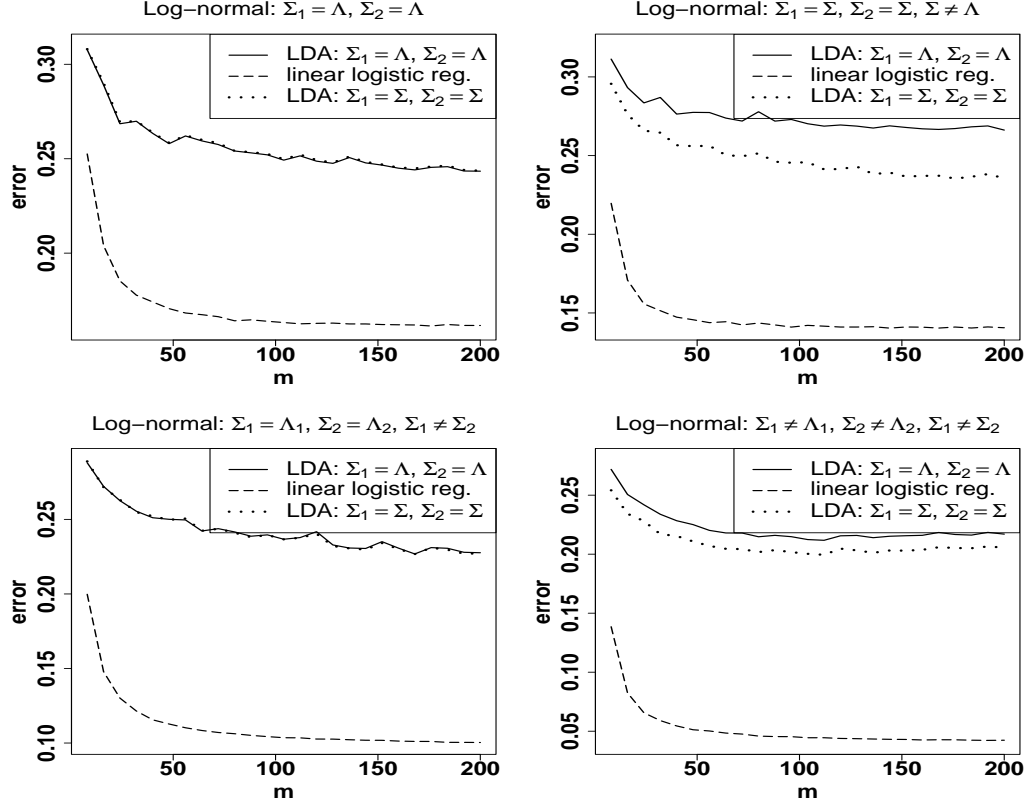 Log−normal: Σ₁ = Λ, Σ₂ = Λ
LDA: Σ₁ = Λ, Σ₂ = Λ
linear logistic reg.
LDA: Σ₁ = Σ, Σ₂ = Σ
error
0.30
0.25
0.20
50
100
150
200
m
Log−normal: Σ₁ = Σ, Σ₂ = Σ, Σ ≠ Λ
LDA: Σ₁ = Λ, Σ₂ = Λ
linear logistic reg.
LDA: Σ₁ = Σ, Σ₂ = Σ
error
0.30
0.25
0.20
0.15
50
100
150
200
m
Log−normal: Σ₁ = Λ₁, Σ₂ = Λ₂, Σ₁ ≠ Σ₂
LDA: Σ₁ = Λ, Σ₂ = Λ
linear logistic reg.
LDA: Σ₁ = Σ, Σ₂ = Σ
error
0.25
0.20
0.15
0.10
50
100
150
200
m
Log−normal: Σ₁ ≠ Λ₁, Σ₂ ≠ Λ₂, Σ₁ ≠ Σ₂
LDA: Σ₁ = Λ, Σ₂ = Λ
linear logistic reg.
LDA: Σ₁ = Σ, Σ₂ = Σ
error
0.25
0.20
0.15
0.10
0.05
50
100
150
200
m